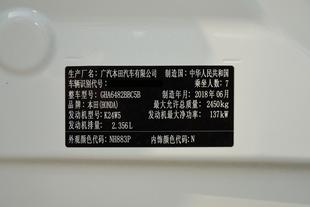 制造商名称：广汽本田汽车有限公司 制造国：中华人民共和国
车辆识别代号： 乘坐人数：7
整车型号：GHA6482BBC5B 制造年月：2018年06月
品牌：本田(HONDA) 最大允许总质量：2450kg
发动机型号：K24W5 发动机最大净功率：137kW
发动机排量：2.356L
外观颜色代码：NH883P 内饰颜色代码：N